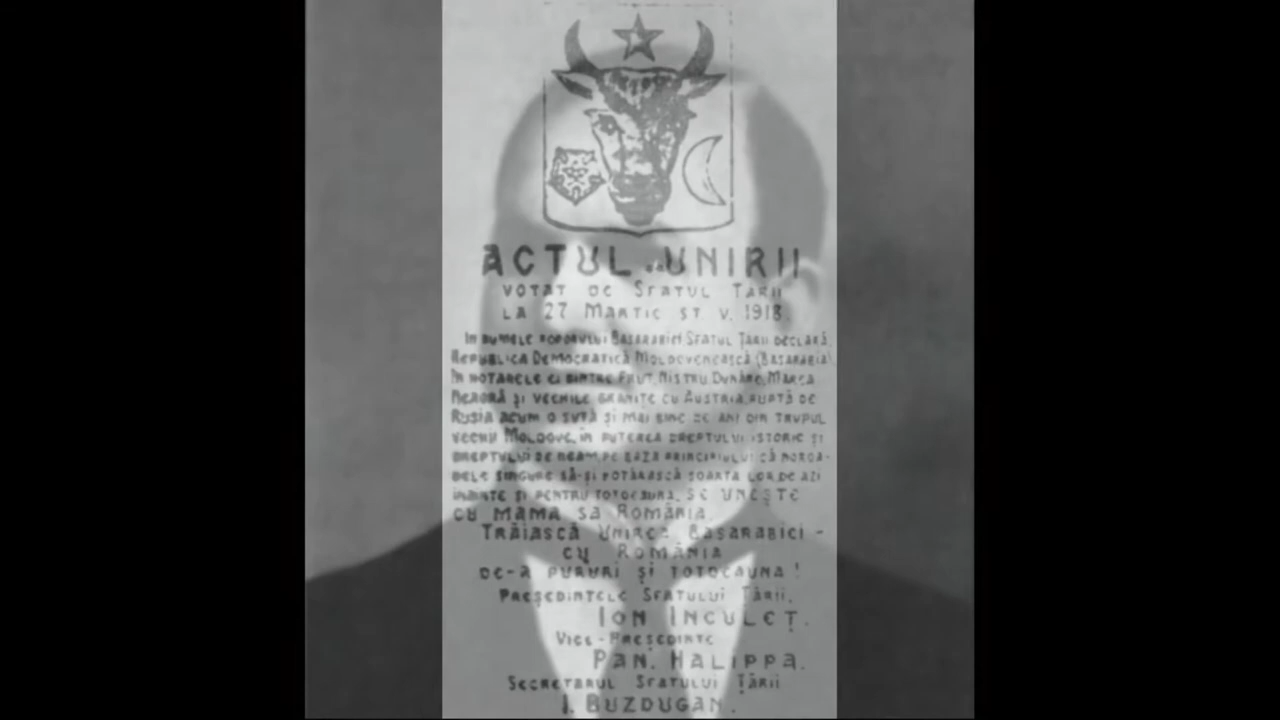 ACTUL UNIRII
VOTAT DE SFATUL ȚĂRII
LA 27 MARTIE ST. V. 1918.
ÎN NUMELE POPORULUI BASARABIEI SFATUL ȚĂRII DECLARĂ:
REPUBLICA DEMOCRATICĂ MOLDOVENEASCĂ (BASARABIA)
ÎN HOTARELE EI DINTRE PRUT, NISTRU, DUNĂRE, MAREA
NEAGRĂ ȘI VECHILE GRANIȚE CU AUSTRIA, RUPTĂ DE
RUSIA ACUM O SUTĂ ȘI MAI BINE DE ANI DIN TRUPUL
VECHII MOLDOVE, ÎN PUTEREA DREPTULUI ISTORIC ȘI
DREPTULUI DE NEAM, PE BAZA PRINCIPIULUI CĂ NOROA-
DELE SINGURE SĂ-ȘI HOTĂRASCĂ SOARTA LOR, DE AZI
ÎNAINTE ȘI PENTRU TOTDEAUNA, SE UNEȘTE
CU MAMA SA ROMÂNIA.
TRĂIASCĂ UNIREA BASARABIEI -
CU ROMÂNIA
DE-A PURURI ȘI TOTDEAUNA!
PREȘEDINTELE SFATULUI ȚĂRII,
ION INCULEȚ.
VICE-PREȘEDINTE
PAN. HALIPPA.
SECRETARUL SFATULUI ȚĂRII
I. BUZDUGAN.